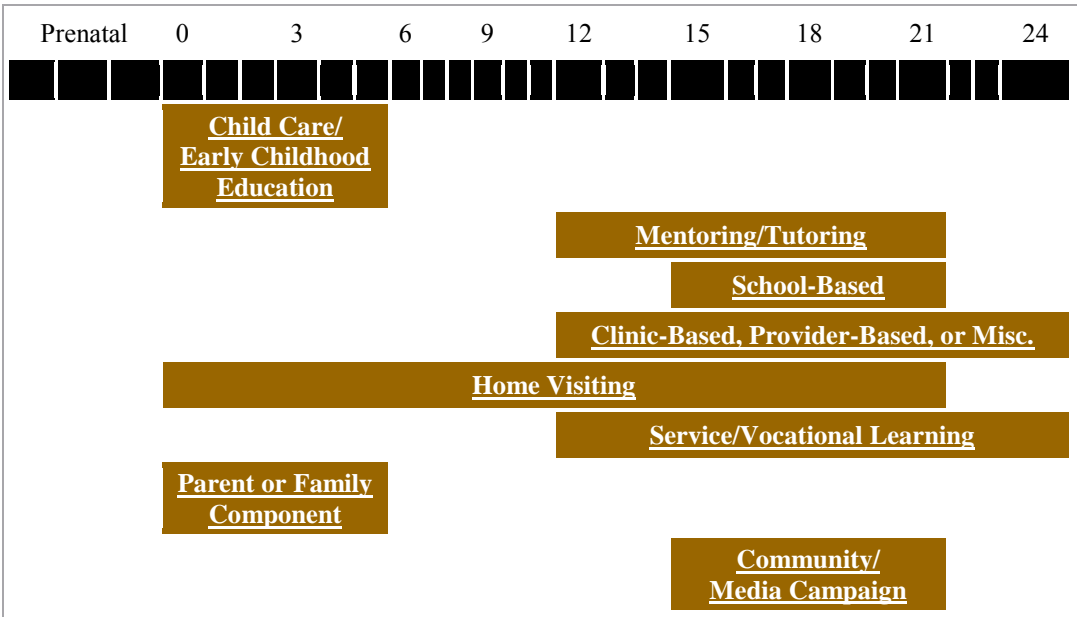 Prenatal 0 3 6 9 12 15 18 21 24
Child Care/
Early Childhood
Education
Mentoring/Tutoring
School-Based
Clinic-Based, Provider-Based, or Misc.
Home Visiting
Service/Vocational Learning
Parent or Family
Component
Community/
Media Campaign